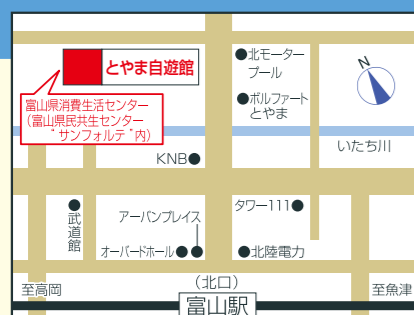 とやま自遊館
北モーター
プール
N
ボルファート
とやま
富山県消費生活センター
(富山県民共生センター
"サンフォルテ"内)
いたち川
KNB
武道館
アーバンプレイス
タワー111
オーバードホール
北陸電力
(北口)
至高岡
富山駅
至魚津